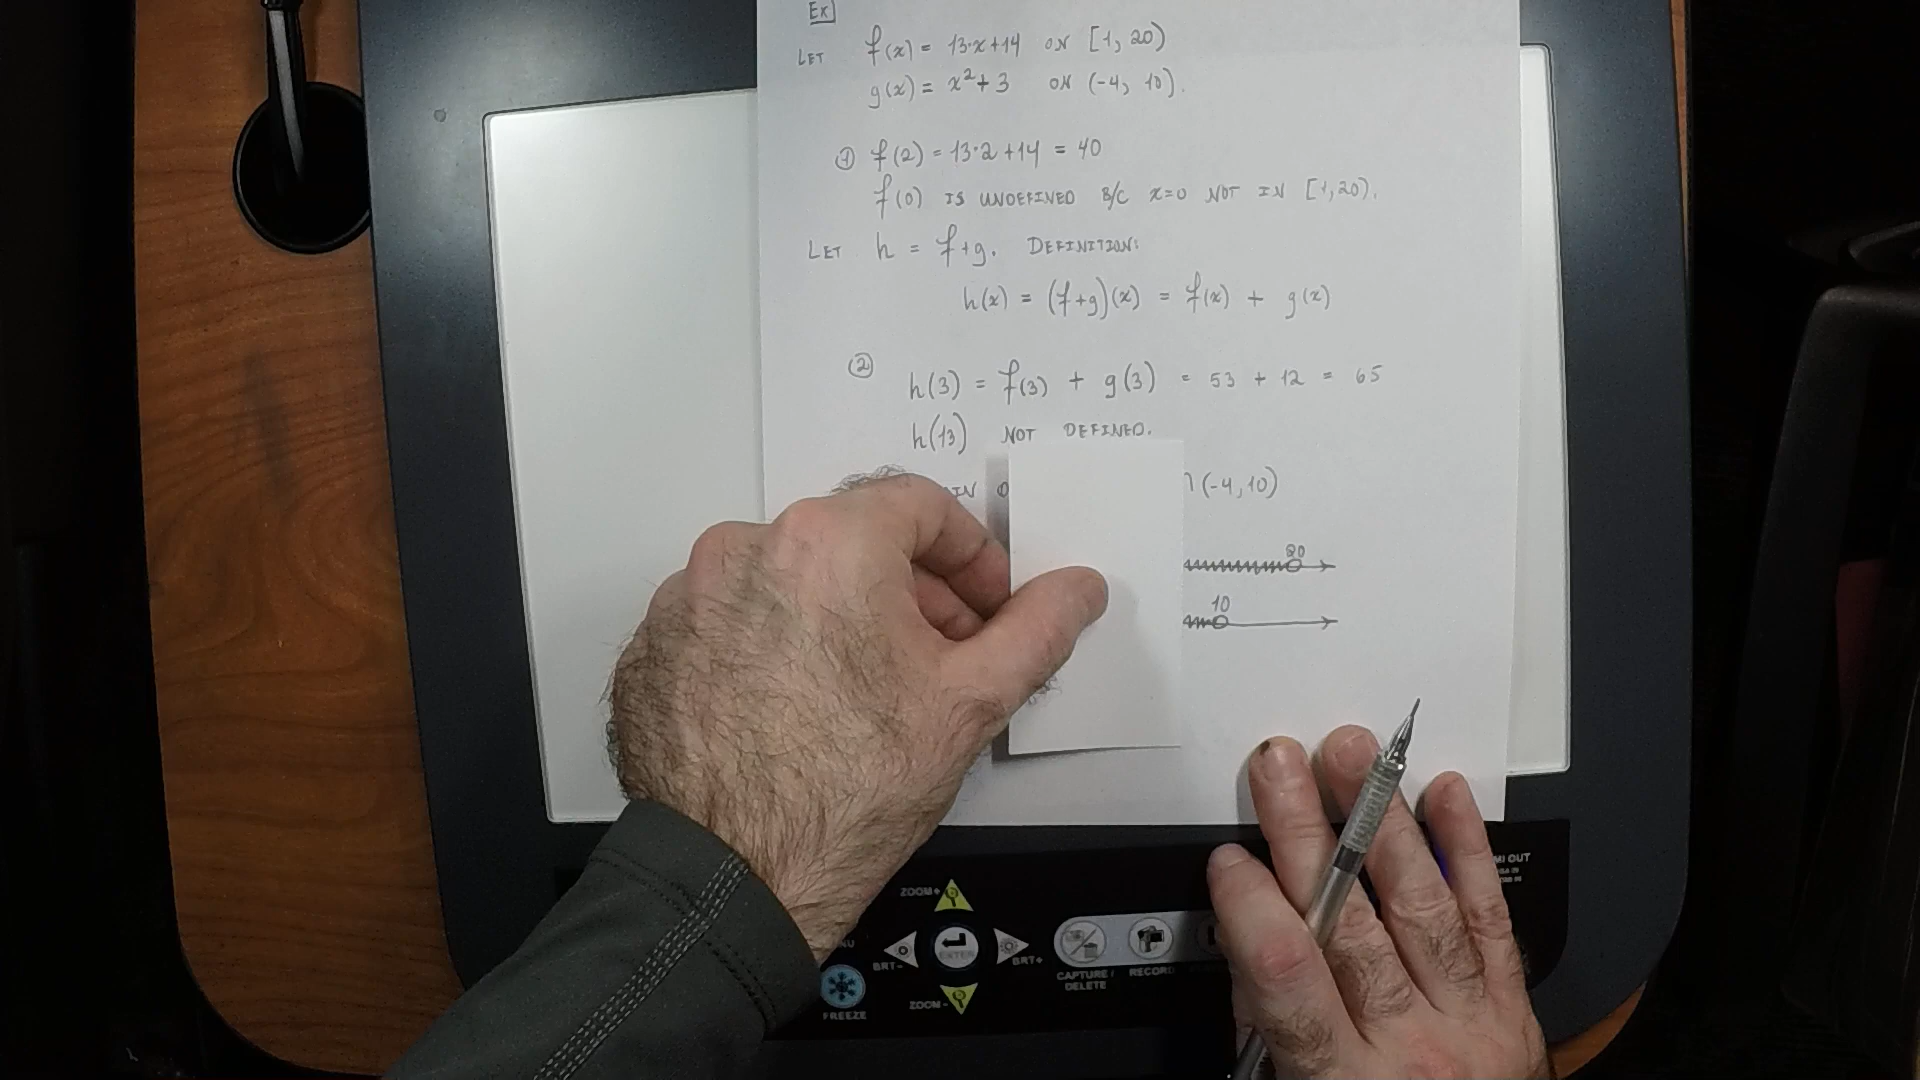 Ex
LET f(x) = 13·x+14 ON [1, 20)
g(x) = x²+3 ON (-4, 10).
① f(2) = 13·2+14 = 40
f(0) IS UNDEFINED B/C x=0 NOT IN [1,20).
LET h = f+g. DEFINITION:
h(x) = (f+g)(x) = f(x) + g(x)
② h(3) = f(3) + g(3) = 53 + 12 = 65
h(13) NOT DEFINED.
∩ (-4,10)
20
10
MI OUT
ZOOM+
ENTER
BRT-
BRT+
CAPTURE /
DELETE
RECORD
ZOOM-
FREEZE